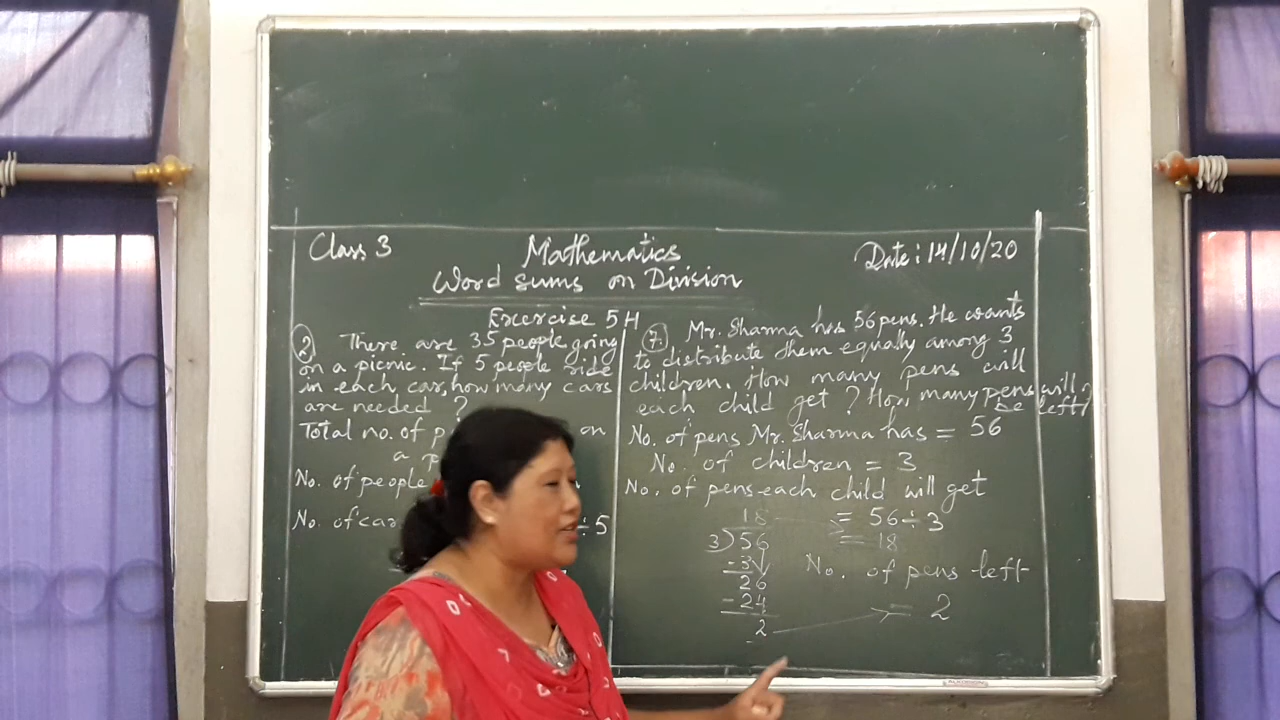 Class 3
Mathematics
Date: 14/10/20
Word sums on Division
Exercise 5H
2 There are 35 people going
on a picnic. If 5 people ride
in each car, how many cars
are needed ?
Total no. of on
a
No. of people
No. of ÷ 5
7. Mr. Sharma has 56 pens. He wants
to distribute them equally among 3
children. How many pens will
each child get ? How many pens will
be left?
No. of pens Mr. Sharma has = 56
No. of children = 3
No. of pens each child will get
= 56 ÷ 3
= 18
18
3) 56
-3
26
-24
2
No. of pens left
= 2